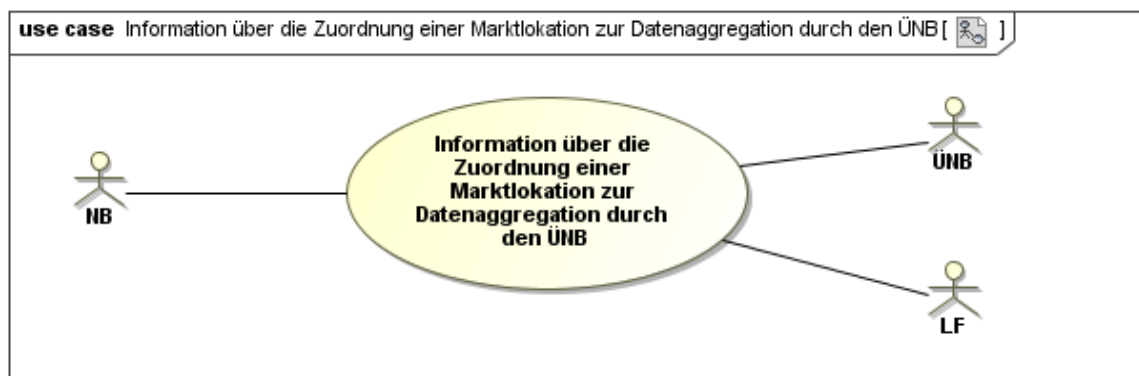 use case Information über die Zuordnung einer Marktlokation zur Datenaggregation durch den ÜNB [ ]
Information über die
Zuordnung einer
Marktlokation zur
Datenaggregation durch
den ÜNB
NB
ÜNB
LF